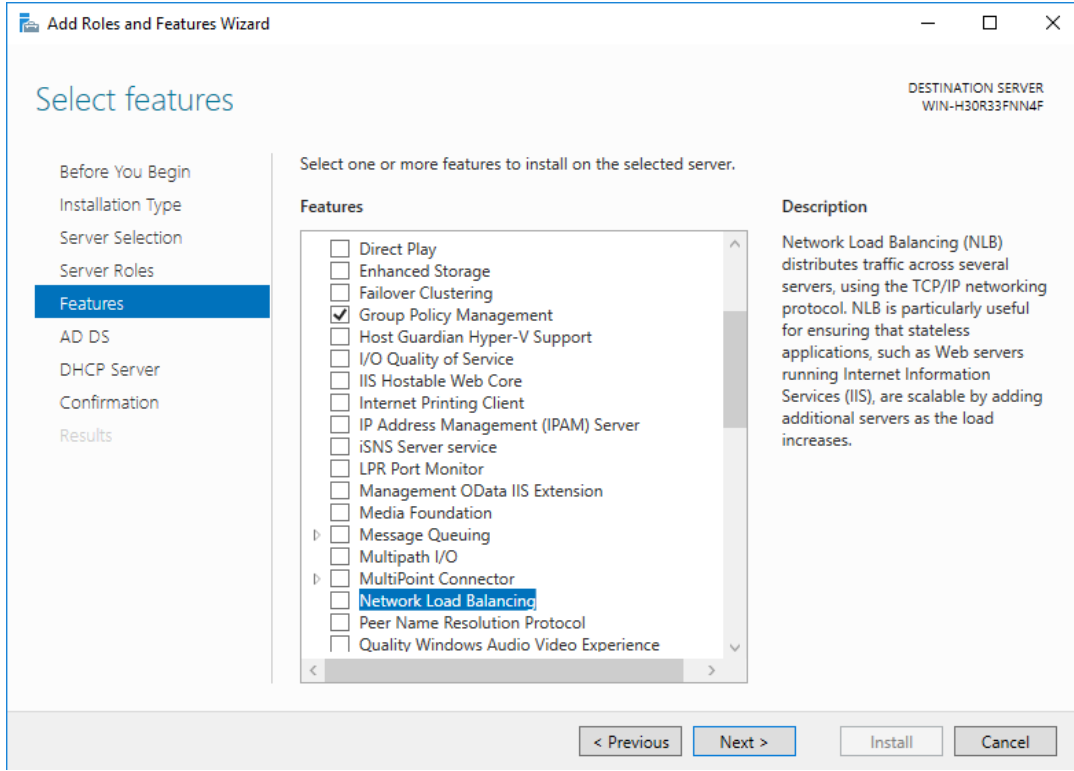 Add Roles and Features Wizard
Select features
DESTINATION SERVER
WIN-H30R33FNN4F
Before You Begin
Installation Type
Server Selection
Server Roles
Features
AD DS
DHCP Server
Confirmation
Results
Select one or more features to install on the selected server.
Features
Direct Play
Enhanced Storage
Failover Clustering
Group Policy Management
Host Guardian Hyper-V Support
I/O Quality of Service
IIS Hostable Web Core
Internet Printing Client
IP Address Management (IPAM) Server
iSNS Server service
LPR Port Monitor
Management OData IIS Extension
Media Foundation
Message Queuing
Multipath I/O
MultiPoint Connector
Network Load Balancing
Peer Name Resolution Protocol
Quality Windows Audio Video Experience
Description
Network Load Balancing (NLB)
distributes traffic across several
servers, using the TCP/IP networking
protocol. NLB is particularly useful
for ensuring that stateless
applications, such as Web servers
running Internet Information
Services (IIS), are scalable by adding
additional servers as the load
increases.
< Previous
Next >
Install
Cancel